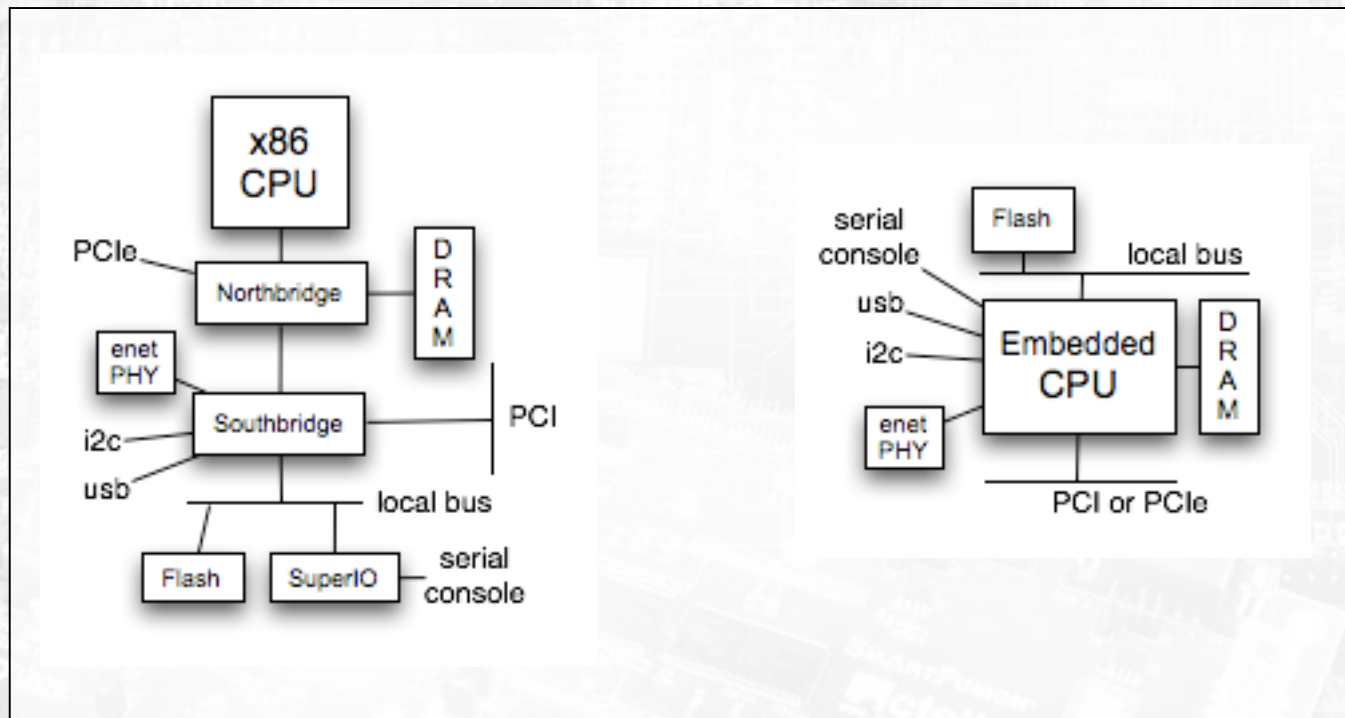 x86
CPU
PCIe
Northbridge
D
R
A
M
enet
PHY
Southbridge
PCI
i2c
usb
local bus
Flash
SuperIO
serial
console
Flash
serial
console
local bus
usb
i2c
Embedded
CPU
D
R
A
M
enet
PHY
PCI or PCIe
SMARTFUSION